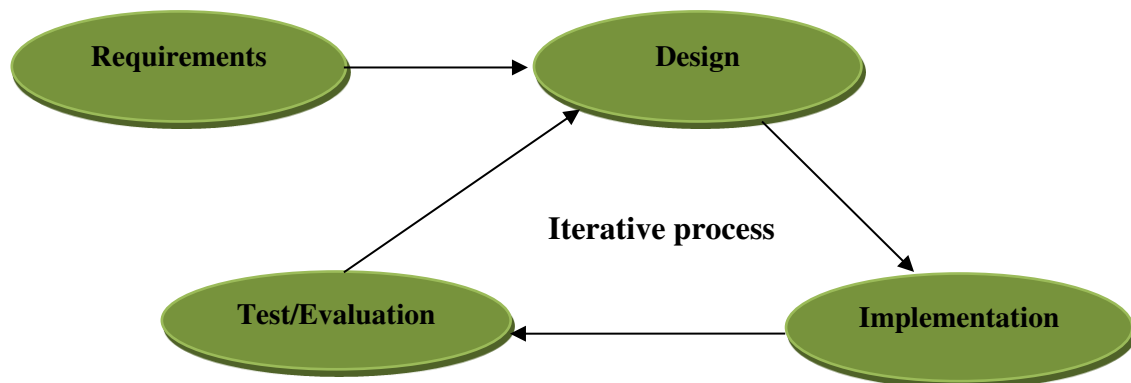 Requirements
Design
Iterative process
Test/Evaluation
Implementation